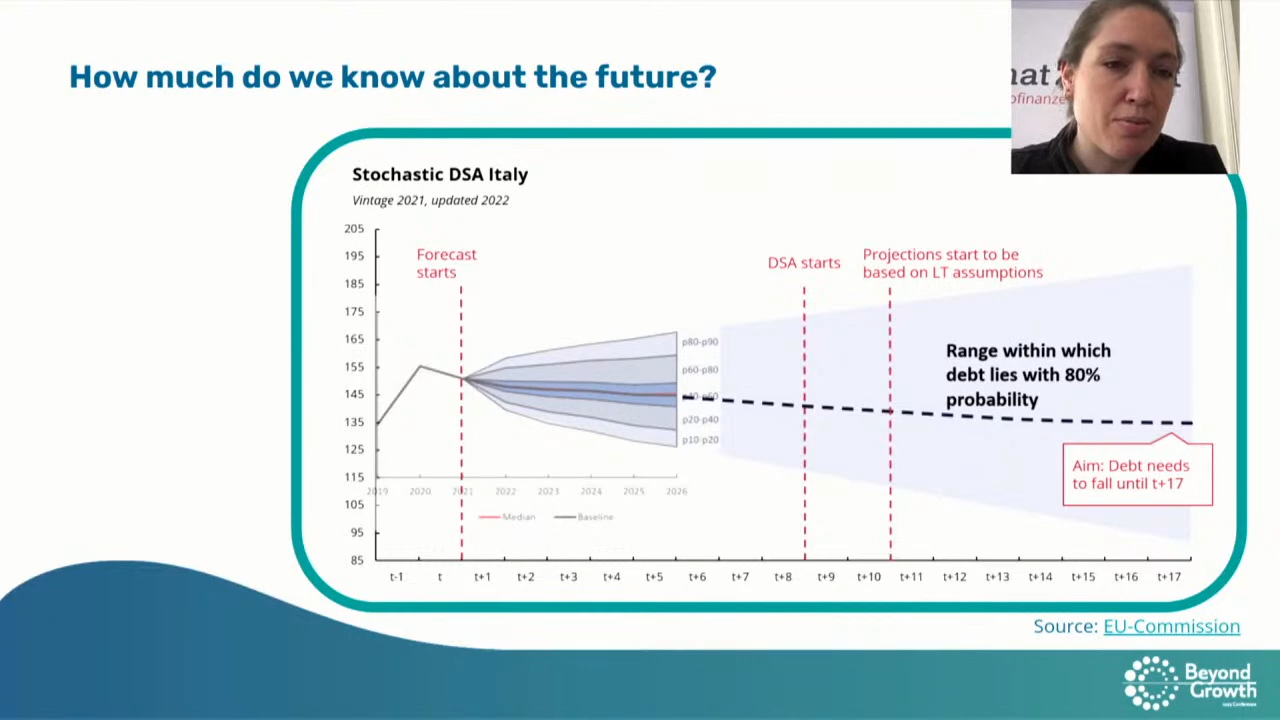 How much do we know about the future?
Stochastic DSA Italy
Vintage 2021, updated 2022
205
195
185
175
165
155
145
135
125
115
105
95
85
Forecast
starts
DSA starts
Projections start to be
based on LT assumptions
p80-p90
p60-p80
p40-p60
p20-p40
p10-p20
Range within which
debt lies with 80%
probability
Aim: Debt needs
to fall until t+17
2019 2020 2021 2022 2023 2024 2025 2026
Median Baseline
t-1 t t+1 t+2 t+3 t+4 t+5 t+6 t+7 t+8 t+9 t+10 t+11 t+12 t+13 t+14 t+15 t+16 t+17
Source: EU-Commission
Beyond
Growth